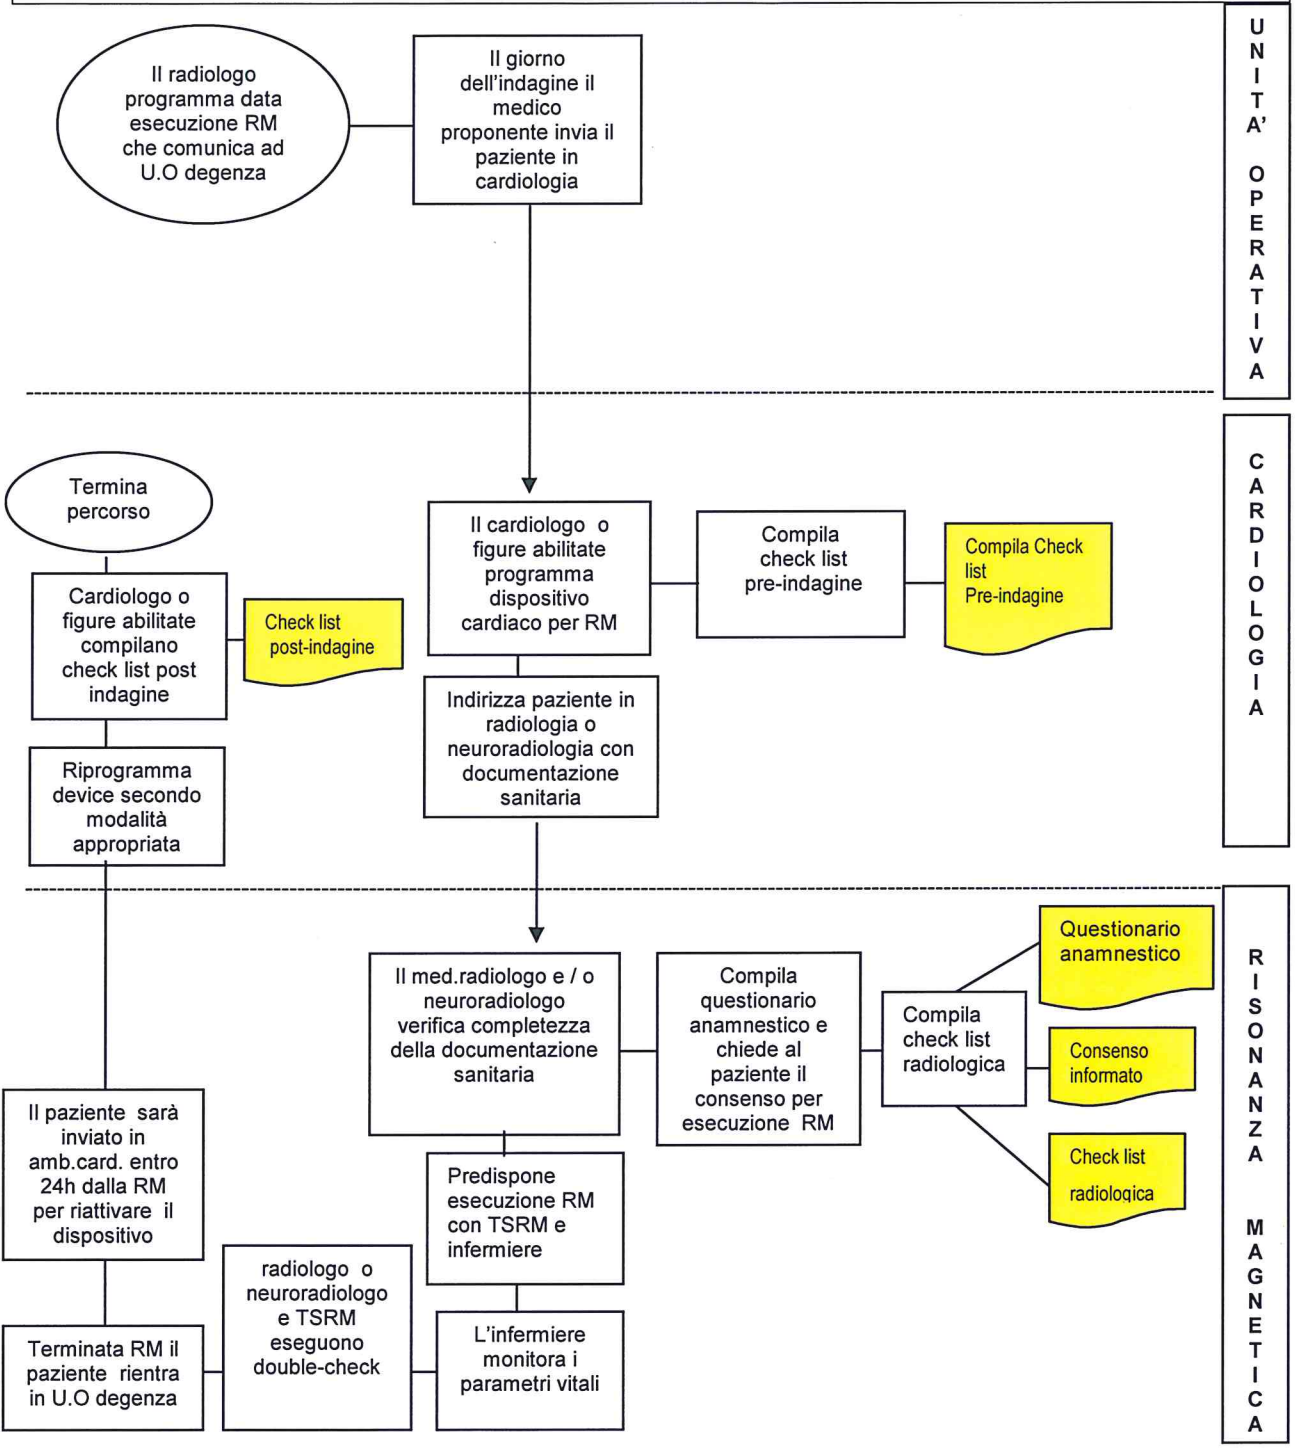 Il radiologo
programma data
esecuzione RM
che comunica ad
U.O degenza
Il giorno
dell'indagine il
medico
proponente invia il
paziente in
cardiologia
UNITA' OPERATIVA
Termina
percorso
Cardiologo o
figure abilitate
compilano
check list post
indagine
Check list
post-indagine
Riprogramma
device secondo
modalità
appropriata
Il cardiologo o
figure abilitate
programma
dispositivo
cardiaco per RM
Compila
check list
pre-indagine
Compila Check
list
Pre-indagine
Indirizza paziente in
radiologia o
neuroradiologia con
documentazione
sanitaria
CARDIOLOGIA
Il med.radiologo e / o
neuroradiologo
verifica completezza
della documentazione
sanitaria
Compila
questionario
anamnestico e
chiede al
paziente il
consenso per
esecuzione RM
Compila
check list
radiologica
Questionario
anamnestico
Consenso
informato
Check list
radiologica
Predispone
esecuzione RM
con TSRM e
infermiere
L'infermiere
monitora i
parametri vitali
radiologo o
neuroradiologo
e TSRM
eseguono
double-check
Terminata RM il
paziente rientra
in U.O degenza
Il paziente sarà
inviato in
amb.card. entro
24h dalla RM
per riattivare il
dispositivo
RISONANZA MAGNETICA